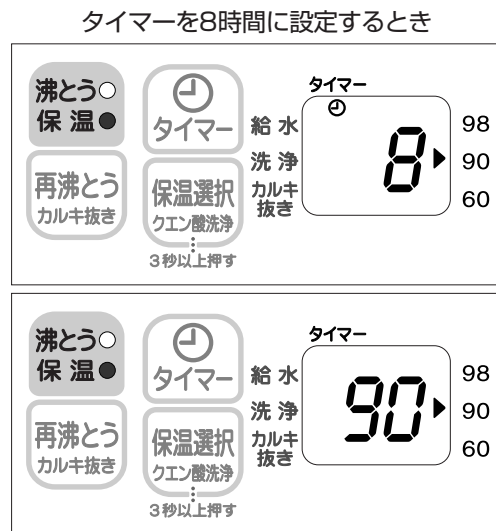 タイマーを8時間に設定するとき
沸とう
保温
タイマー
再沸とう
カルキ抜き
保温選択
クエン酸洗浄
3秒以上押す
給水
洗浄
カルキ
抜き
タイマー
8
98
90
60
沸とう
保温
タイマー
再沸とう
カルキ抜き
保温選択
クエン酸洗浄
3秒以上押す
給水
洗浄
カルキ
抜き
タイマー
90
98
90
60